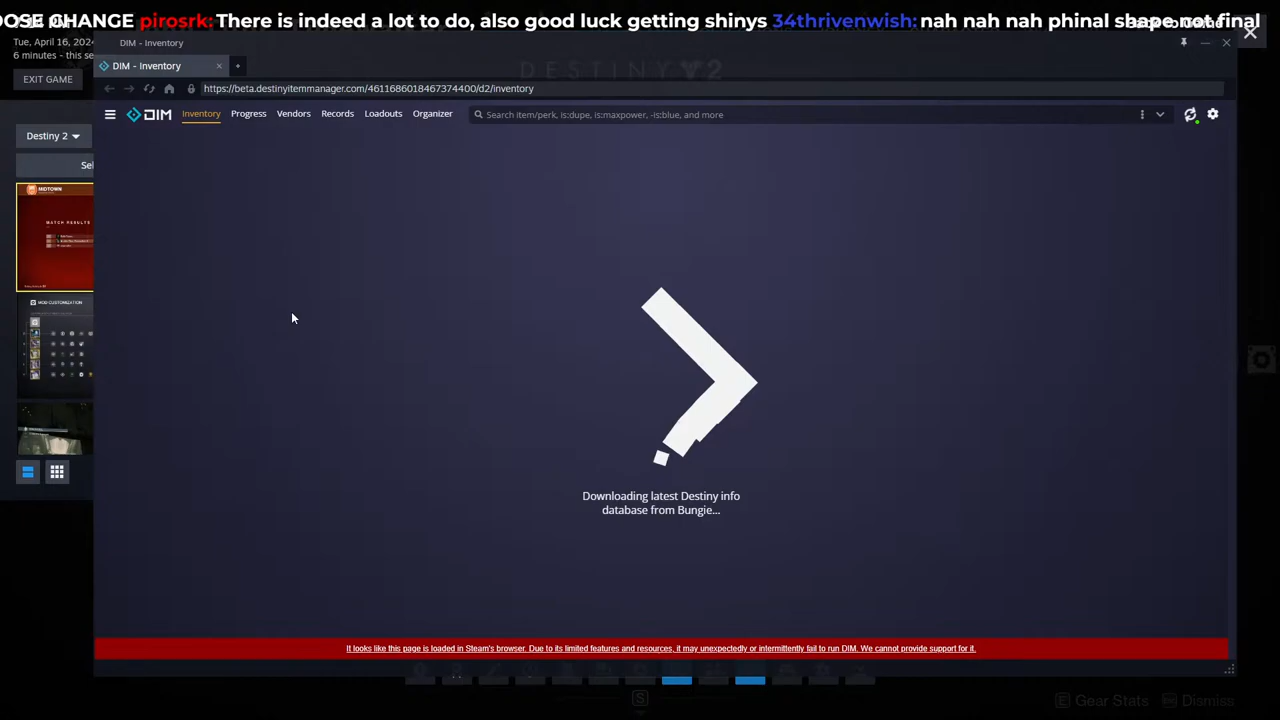 OOSE CHANGE pirosrk: There is indeed a lot to do, also good luck getting shinys 34thrivenwish: nah nah nah phinal shape not final
Tue, April 16, 2024
6 minutes - this se
EXIT GAME
DIM - Inventory
DIM - Inventory
https://beta.destinyitemmanager.com/4611686018467374400/d2/inventory
DIM Inventory Progress Vendors Records Loadouts Organizer Search item/perk, is:dupe, is:maxpower, -is:blue, and more
DESTINY 2
Destiny 2
Sel
MIDTOWN
MATCH RESULTS
MOD CUSTOMIZATION
Downloading latest Destiny info
database from Bungie...
It looks like this page is loaded in Steam's browser. Due to its limited features and resources, it may unexpectedly or intermittently fail to run DIM. We cannot provide support for it.
S
E Gear Stats Dismiss